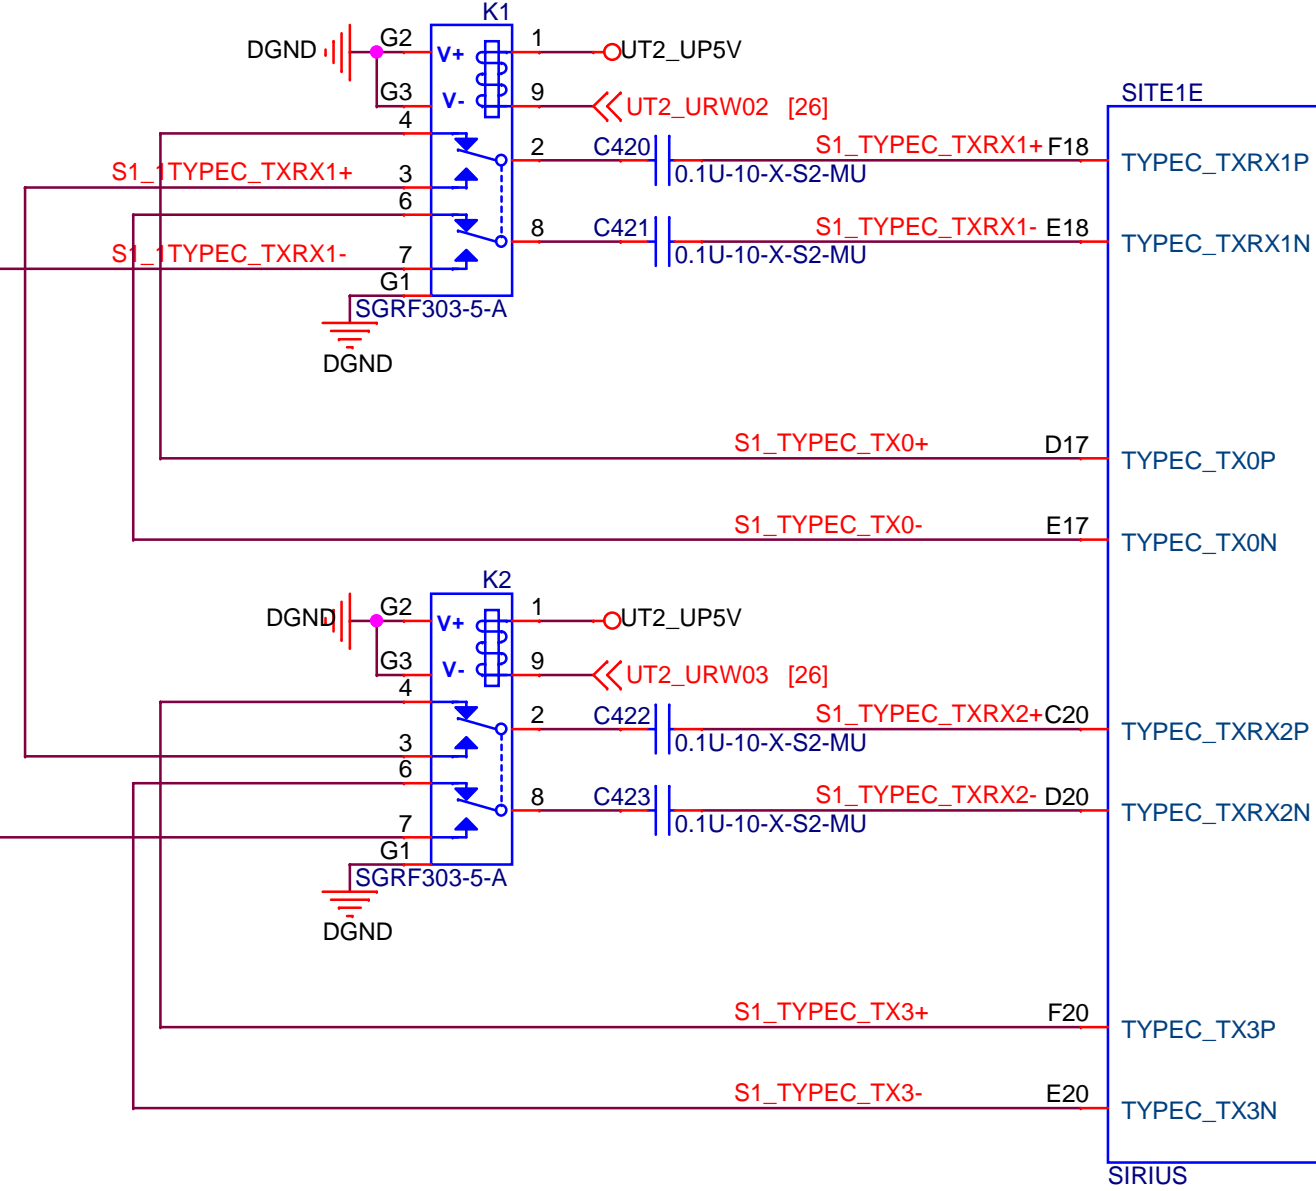 K1
DGND
G2
V+
1
UT2_UP5V
G3
V-
9
UT2_URW02 [26]
SITE1E
4
2
C420
S1_TYPEC_TXRX1+
F18
TYPEC_TXRX1P
0.1U-10-X-S2-MU
S1_1TYPEC_TXRX1+
3
6
8
C421
S1_TYPEC_TXRX1-
E18
TYPEC_TXRX1N
0.1U-10-X-S2-MU
S1_1TYPEC_TXRX1-
7
G1
SGRF303-5-A
DGND
S1_TYPEC_TX0+
D17
TYPEC_TX0P
S1_TYPEC_TX0-
E17
TYPEC_TX0N
K2
DGND
G2
V+
1
UT2_UP5V
G3
V-
9
UT2_URW03 [26]
4
2
C422
S1_TYPEC_TXRX2+
C20
TYPEC_TXRX2P
0.1U-10-X-S2-MU
3
6
8
C423
S1_TYPEC_TXRX2-
D20
TYPEC_TXRX2N
0.1U-10-X-S2-MU
7
G1
SGRF303-5-A
DGND
S1_TYPEC_TX3+
F20
TYPEC_TX3P
S1_TYPEC_TX3-
E20
TYPEC_TX3N
SIRIUS